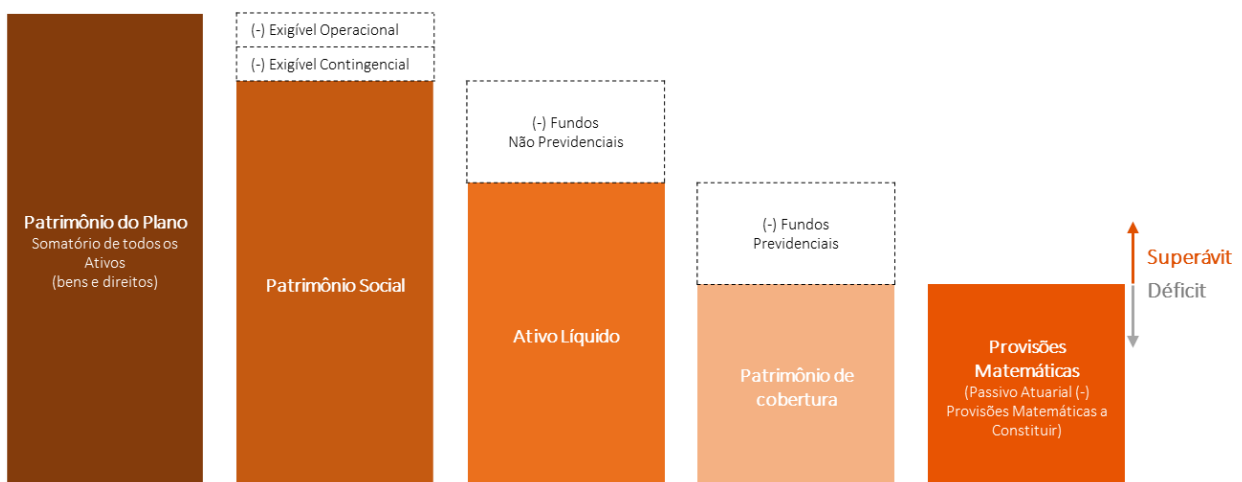 Patrimônio do Plano
Somatório de todos os
Ativos
(bens e direitos)
(-) Exigível Operacional
(-) Exigível Contingencial
Patrimônio Social
(-) Fundos
Não Previdenciais
Ativo Líquido
(-) Fundos
Previdenciais
Patrimônio de
cobertura
Provisões
Matemáticas
(Passivo Atuarial (-)
Provisões Matemáticas a
Constituir)
Superávit
Déficit